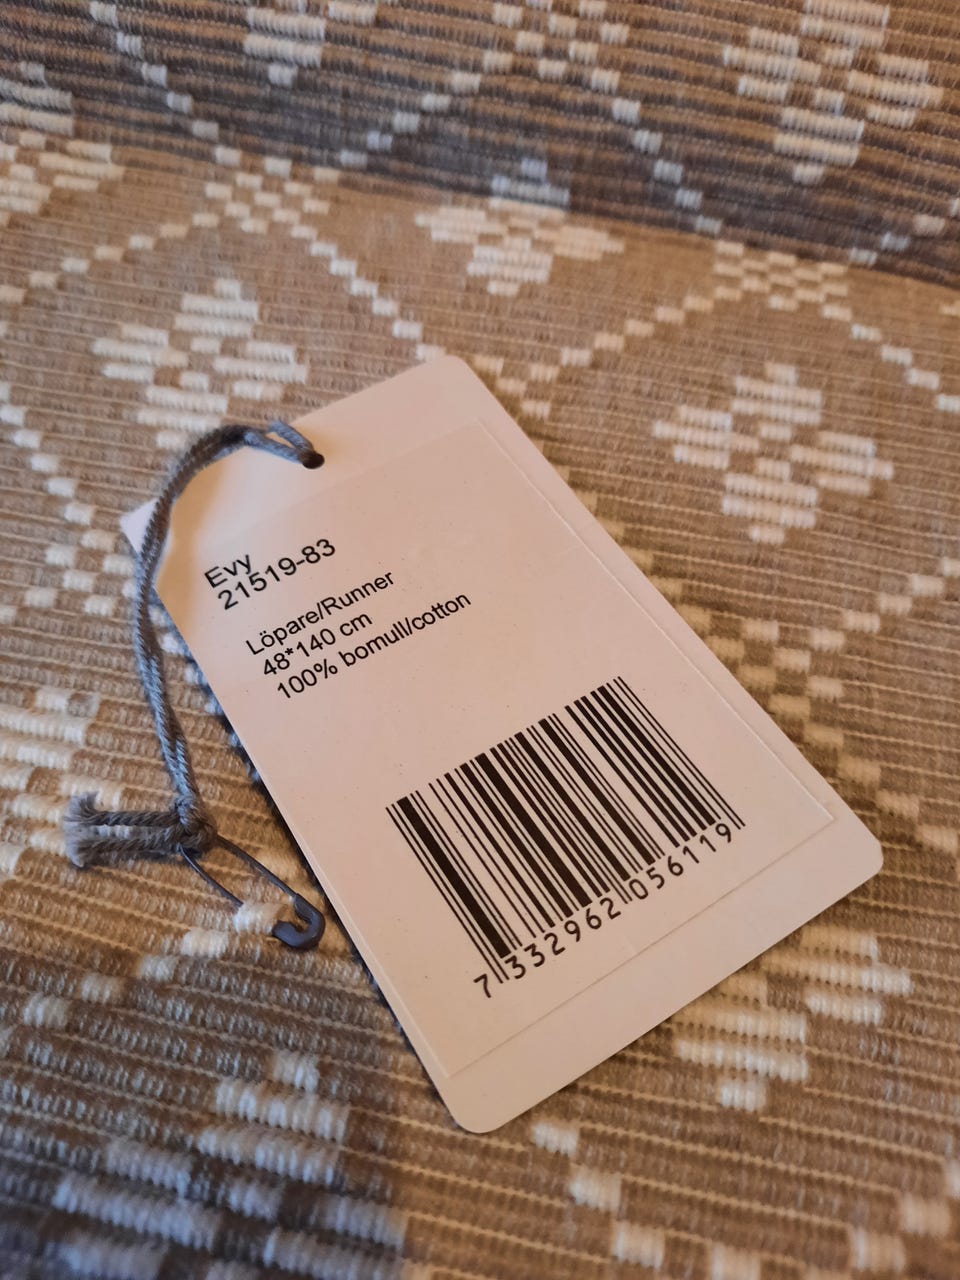 Evy
21519-83
Löpare/Runner
48*140 cm
100% bomull/cotton
7 332962 056119